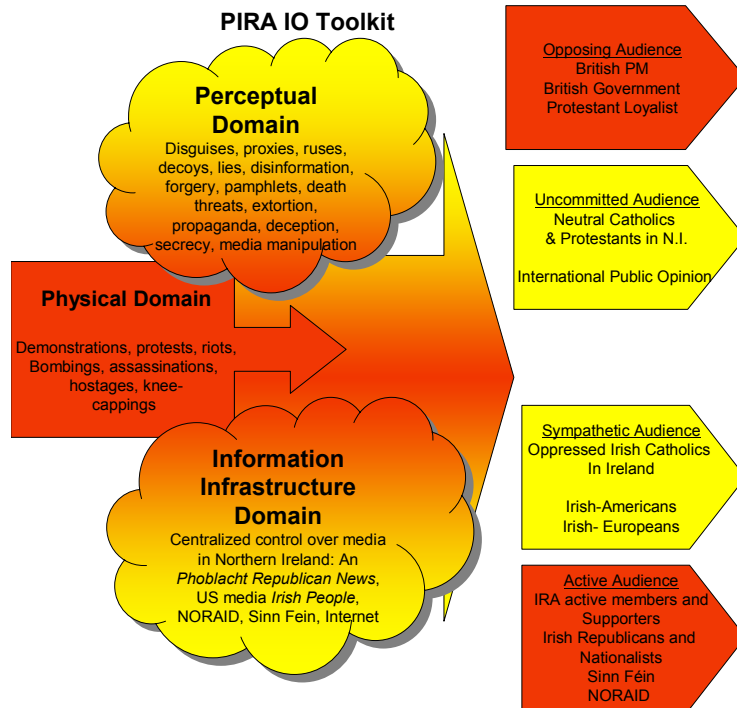 PIRA IO Toolkit
Perceptual
Domain
Disguises, proxies, ruses,
decoys, lies, disinformation,
forgery, pamphlets, death
threats, extortion,
propaganda, deception,
secrecy, media manipulation
Physical Domain
Demonstrations, protests, riots,
Bombings, assassinations,
hostages, knee-
cappings
Information
Infrastructure
Domain
Centralized control over media
in Northern Ireland: An
Phoblacht Republican News,
US media Irish People,
NORAID, Sinn Fein, Internet
Opposing Audience
British PM
British Government
Protestant Loyalist
Uncommitted Audience
Neutral Catholics
& Protestants in N.I.
International Public Opinion
Sympathetic Audience
Oppressed Irish Catholics
In Ireland
Irish-Americans
Irish- Europeans
Active Audience
IRA active members and
Supporters
Irish Republicans and
Nationalists
Sinn Féin
NORAID